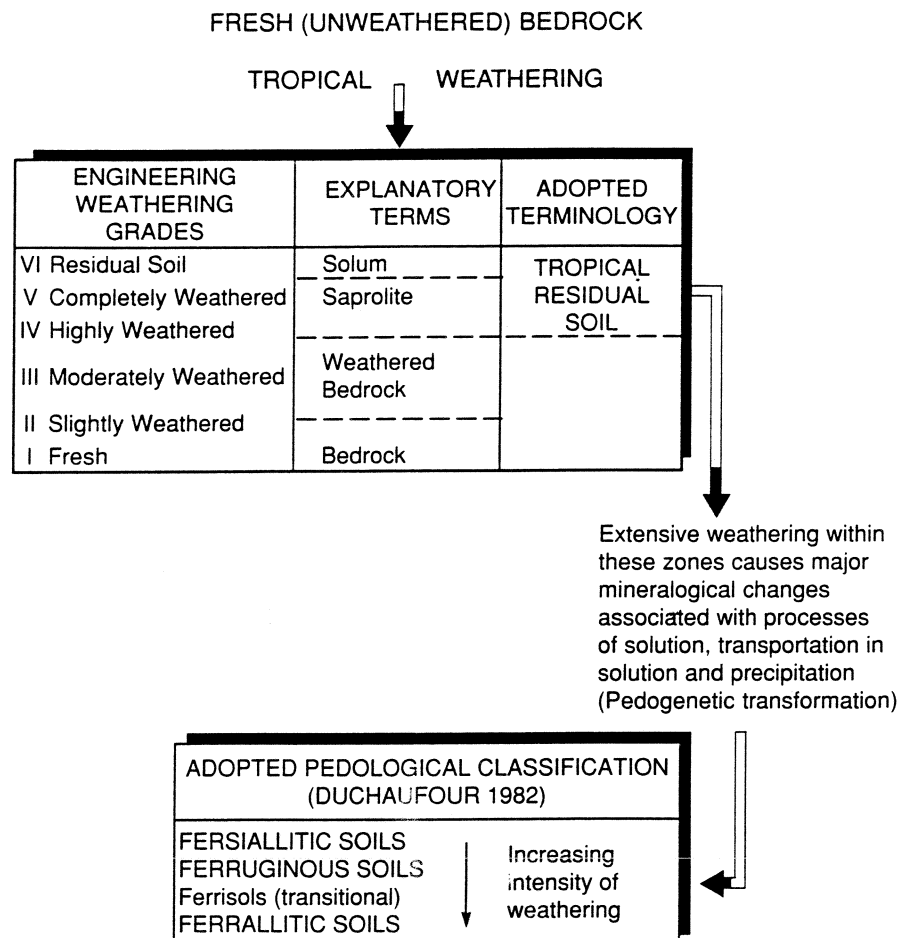 FRESH (UNWEATHERED) BEDROCK
TROPICAL WEATHERING
ENGINEERING
WEATHERING
GRADES
EXPLANATORY
TERMS
ADOPTED
TERMINOLOGY
VI Residual Soil
V Completely Weathered
IV Highly Weathered
III Moderately Weathered
II Slightly Weathered
I Fresh
Solum
Saprolite
Weathered
Bedrock
Bedrock
TROPICAL
RESIDUAL
SOIL
Extensive weathering within
these zones causes major
mineralogical changes
associated with processes
of solution, transportation in
solution and precipitation
(Pedogenetic transformation)
ADOPTED PEDOLOGICAL CLASSIFICATION
(DUCHAUFOUR 1982)
FERSIALLITIC SOILS
FERRUGINOUS SOILS
Ferrisols (transitional)
FERRALLITIC SOILS
Increasing
intensity of
weathering